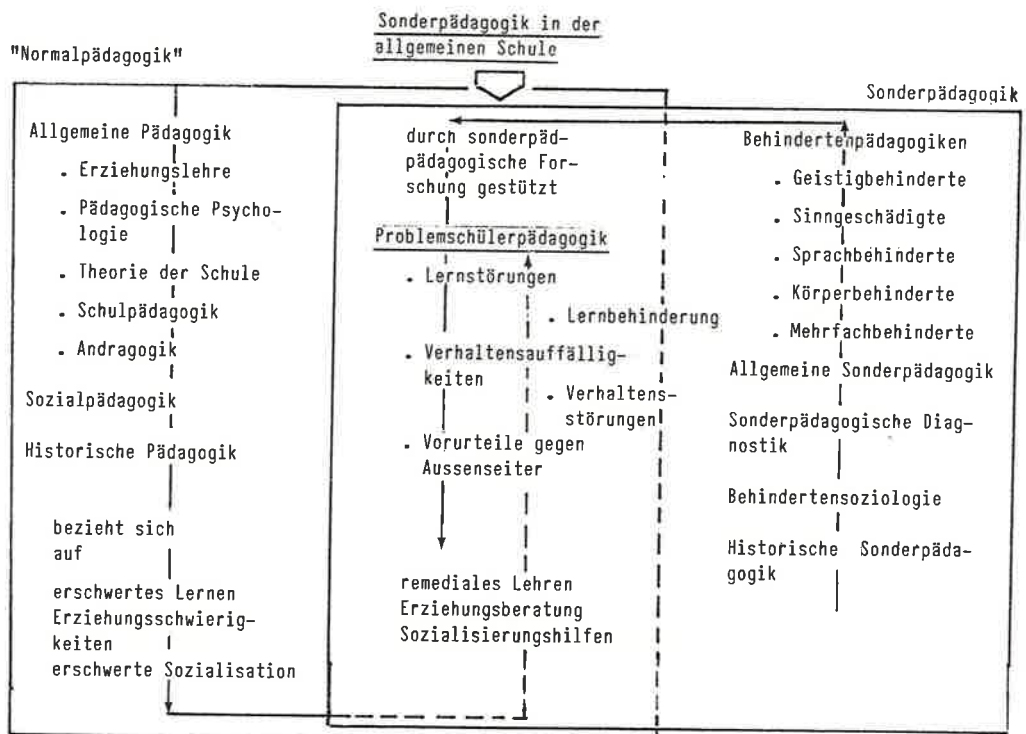 Sonderpädagogik in der
allgemeinen Schule
"Normalpädagogik"
Sonderpädagogik
Allgemeine Pädagogik
. Erziehungslehre
. Pädagogische Psycho-
logie
. Theorie der Schule
. Schulpädagogik
. Andragogik
Sozialpädagogik
Historische Pädagogik
bezieht sich
auf
erschwertes Lernen
Erziehungsschwierig-
keiten
erschwerte Sozialisation
durch sonderpäd-
pädagogische For-
schung gestützt
Problemschülerpädagogik
. Lernstörungen
. Lernbehinderung
. Verhaltensauffällig-
keiten
. Verhaltens-
störungen
. Vorurteile gegen
Aussenseiter
remediales Lehren
Erziehungsberatung
Sozialisierungshilfen
Behindertenpädagogiken
. Geistigbehinderte
. Sinngeschädigte
. Sprachbehinderte
. Körperbehinderte
. Mehrfachbehinderte
Allgemeine Sonderpädagogik
Sonderpädagogische Diag-
nostik
Behindertensoziologie
Historische Sonderpäda-
gogik